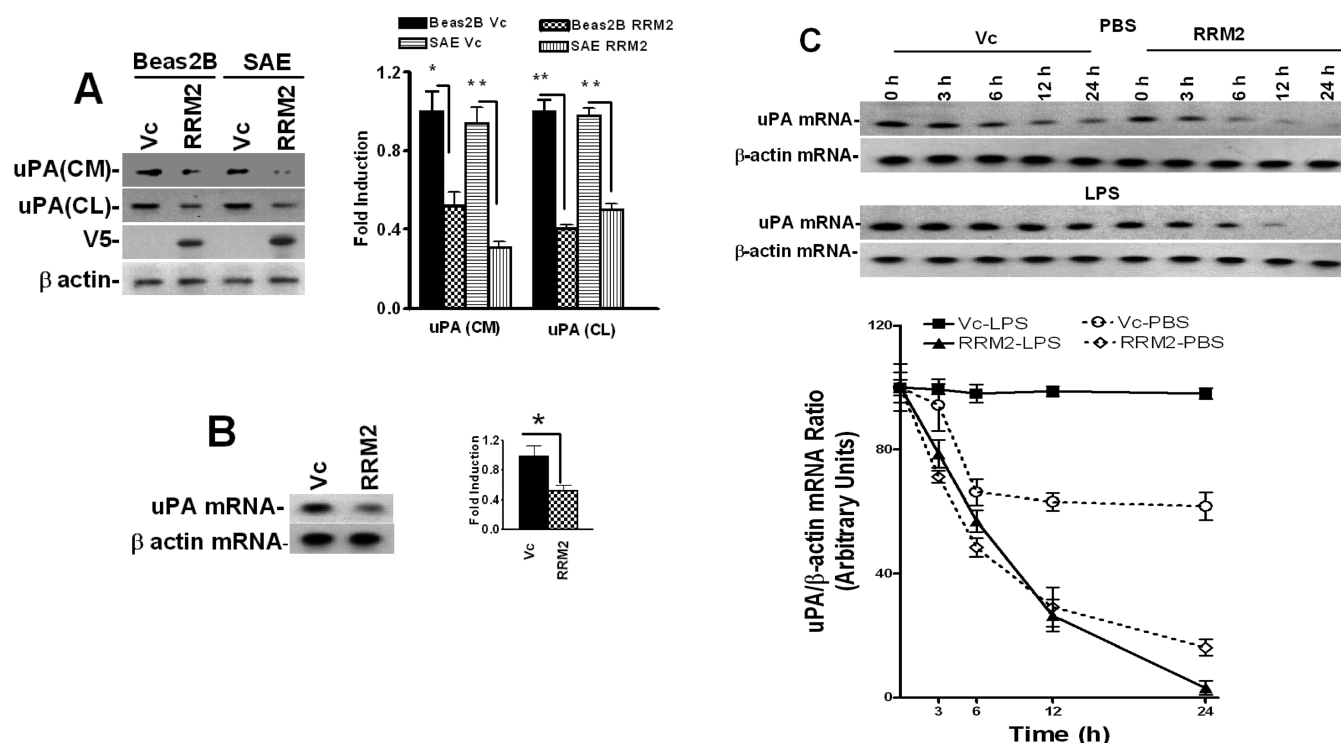 A
Beas2B SAE
Vc RRM2 Vc RRM2
uPA(CM)-
uPA(CL)-
V5-
β actin-
Beas2B Vc Beas2B RRM2
SAE Vc SAE RRM2
Fold Induction
1.2
0.8
0.4
0.0
* ** ** **
uPA (CM) uPA (CL)
B
Vc RRM2
uPA mRNA-
β actin mRNA-
*
Fold Induction
1.2
0.8
0.4
0.0
Vc RRM2
C
PBS
Vc RRM2
0 h 3 h 6 h 12 h 24 h 0 h 3 h 6 h 12 h 24 h
uPA mRNA-
β-actin mRNA-
LPS
uPA mRNA-
β-actin mRNA-
Vc-LPS Vc-PBS
RRM2-LPS RRM2-PBS
uPA/β-actin mRNA Ratio
(Arbitrary Units)
120
80
40
0
3 6 12 24
Time (h)